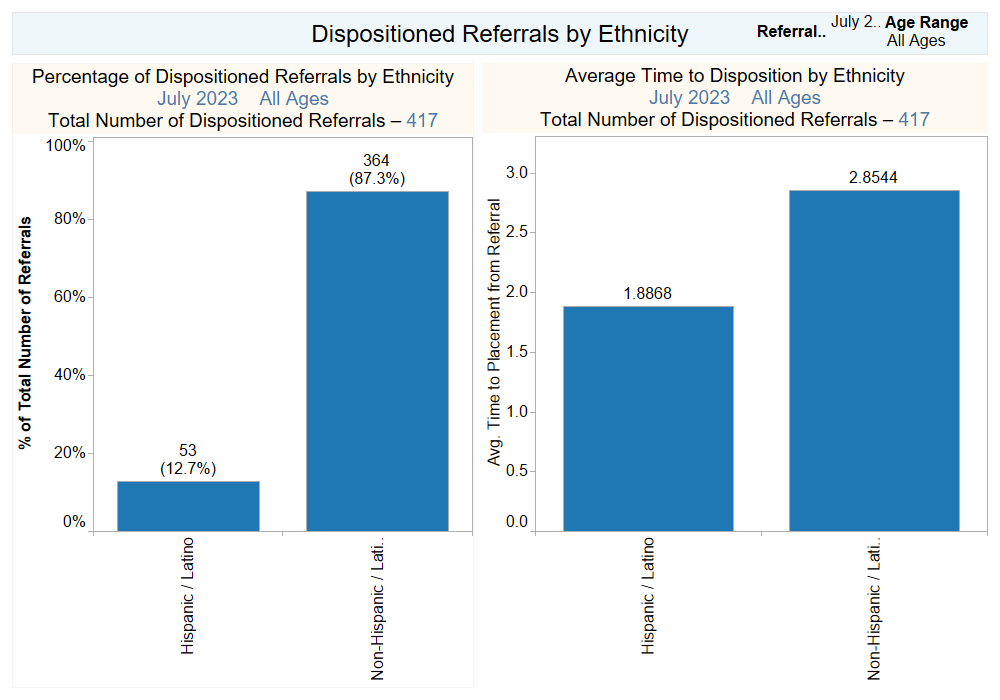 Dispositioned Referrals by Ethnicity
Referral.. July 2.. Age Range
All Ages
Percentage of Dispositioned Referrals by Ethnicity
July 2023 All Ages
Total Number of Dispositioned Referrals – 417
100%
80%
60%
40%
20%
0%
% of Total Number of Referrals
364
(87.3%)
53
(12.7%)
Hispanic / Latino
Non-Hispanic / Lati..
Average Time to Disposition by Ethnicity
July 2023 All Ages
Total Number of Dispositioned Referrals – 417
3.0
2.5
2.0
1.5
1.0
0.5
0.0
Avg. Time to Placement from Referral
2.8544
1.8868
Hispanic / Latino
Non-Hispanic / Lati..